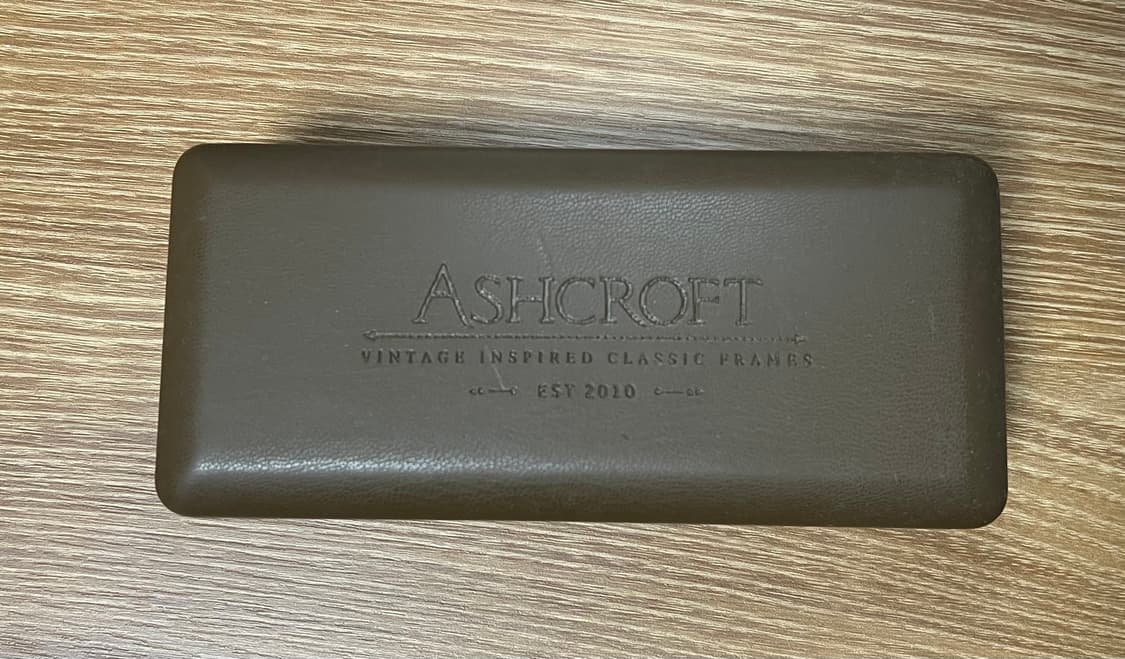 ASHCROFT
VINTAGE INSPIRED CLASSIC FRAMES
EST 2010